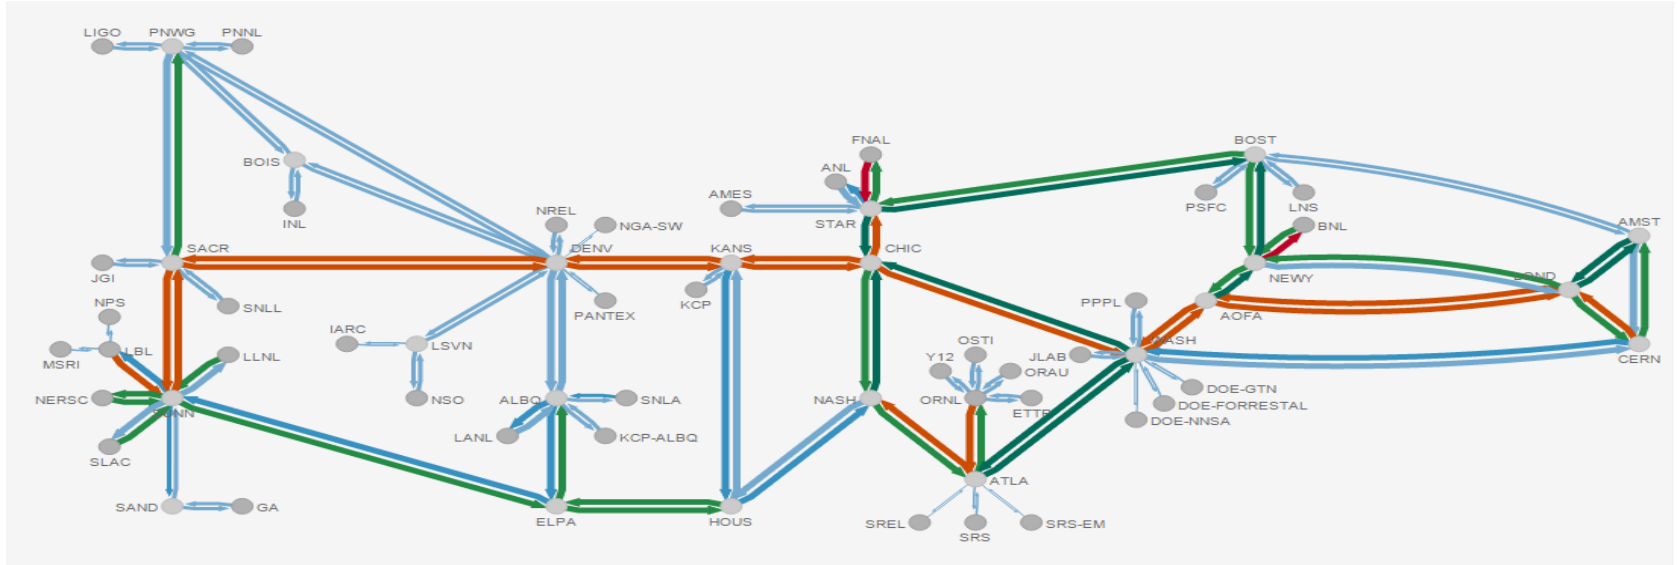 LIGO
PNWG
PNNL
BOIS
INL
FNAL
ANL
AMES
STAR
BOST
PSFC
LNS
BNL
AMST
NREL
NGA-SW
SACR
DENV
KANS
CHIC
NEWY
LOND
JGI
SNLL
KCP
PANTEX
PPPL
AOFA
NPS
IARC
LSVN
OSTI
WASH
MSRI
LBL
LLNL
Y12
JLAB
CERN
ORAU
DOE-GTN
NERSC
SUNN
NSO
ALBQ
SNLA
NASH
ORNL
ETTP
DOE-FORRESTAL
DOE-NNSA
LANL
KCP-ALBQ
SLAC
ATLA
SAND
GA
ELPA
HOUS
SREL
SRS
SRS-EM